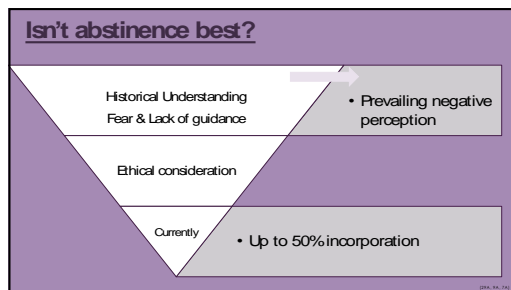 Isn't abstinence best?
Historical Understanding
Fear & Lack of guidance
• Prevailing negative
perception
Ethical consideration
Currently
• Up to 50% incorporation